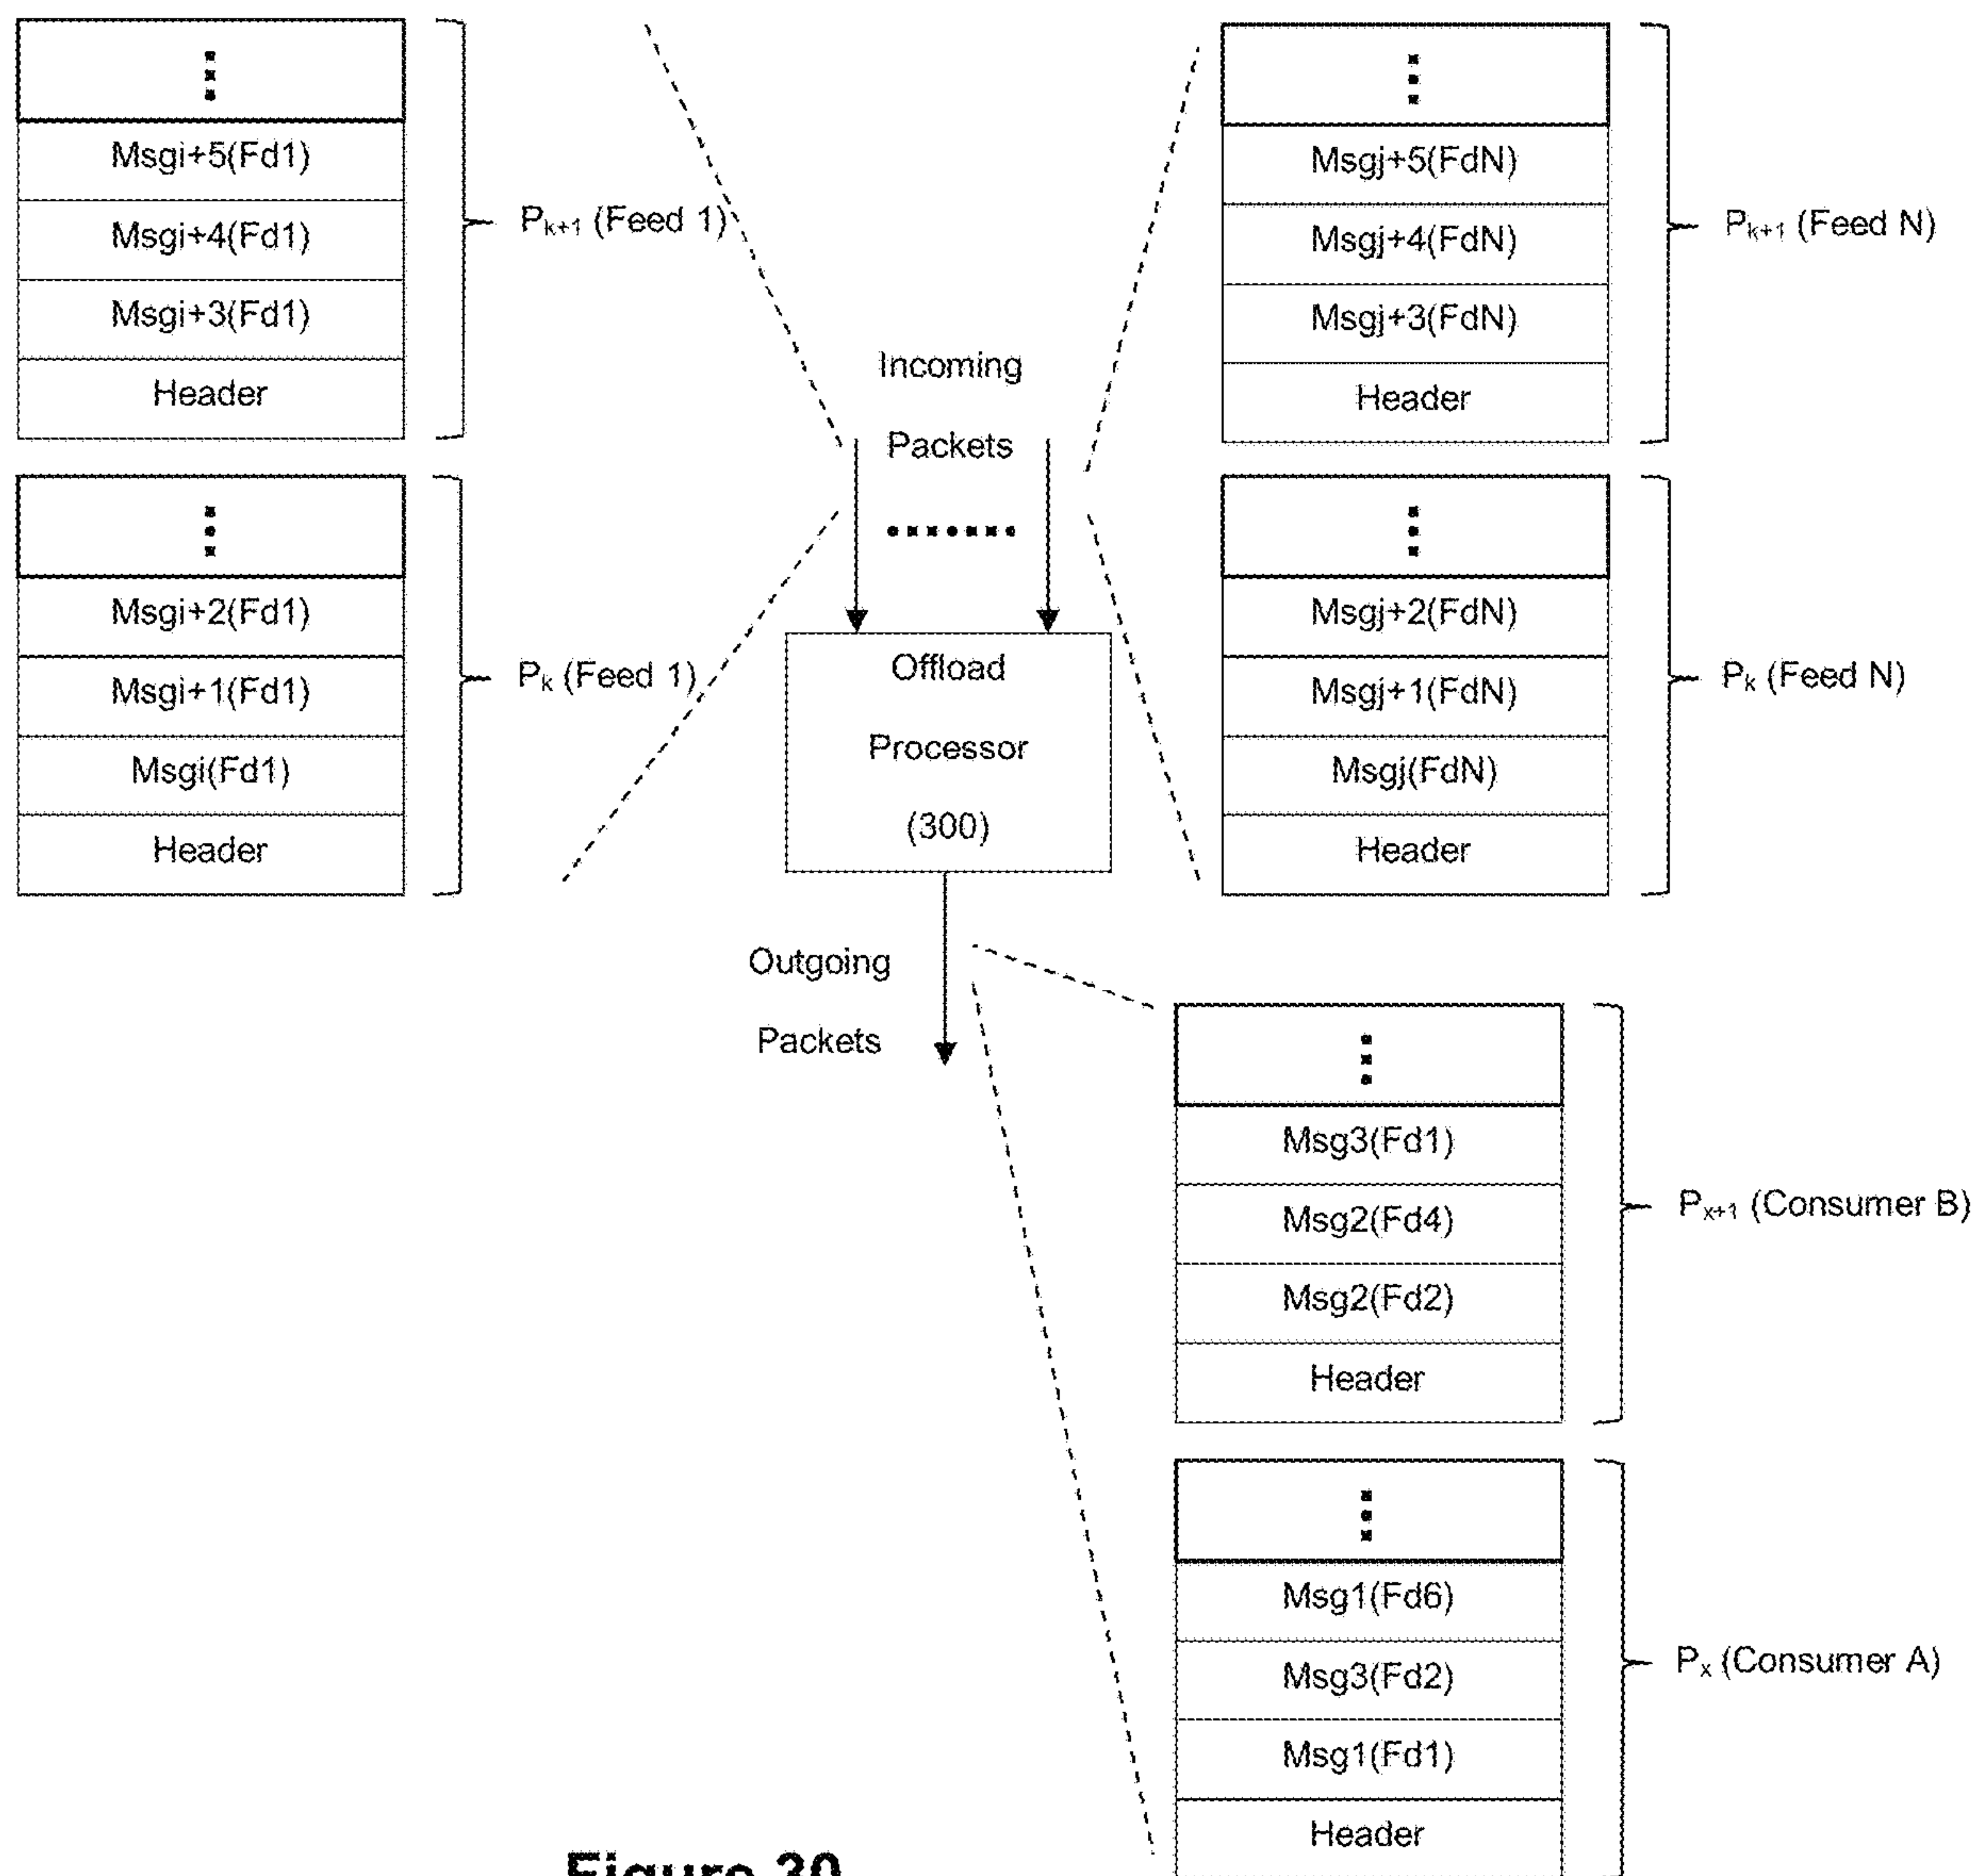 Msgi+5(Fd1)
Msgi+4(Fd1)
Msgi+3(Fd1)
Header
Pk+1 (Feed 1)
Msgi+2(Fd1)
Msgi+1(Fd1)
Msgi(Fd1)
Header
Pk (Feed 1)
Incoming
Packets
Offload
Processor
(300)
Outgoing
Packets
Msgj+5(FdN)
Msgj+4(FdN)
Msgj+3(FdN)
Header
Pk+1 (Feed N)
Msgj+2(FdN)
Msgj+1(FdN)
Msgj(FdN)
Header
Pk (Feed N)
Msg3(Fd1)
Msg2(Fd4)
Msg2(Fd2)
Header
Px+1 (Consumer B)
Msg1(Fd6)
Msg3(Fd2)
Msg1(Fd1)
Header
Px (Consumer A)
Figure 30